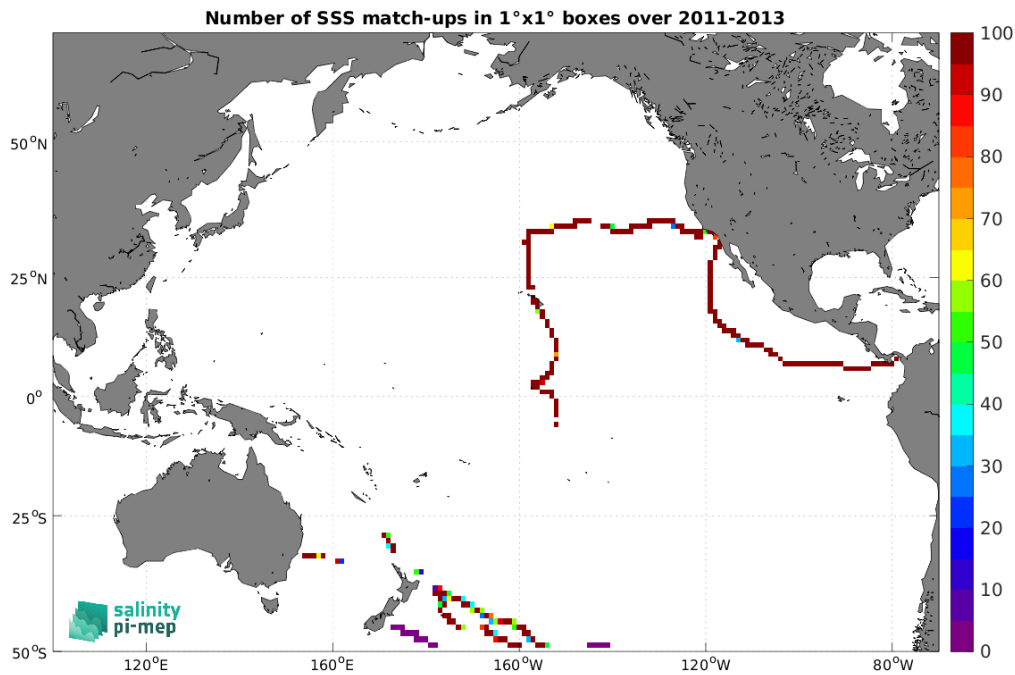 Number of SSS match-ups in 1°x1° boxes over 2011-2013
100
90
80
70
60
50
40
30
20
10
0
50°N
25°N
0°
25°S
50°S
120°E
160°E
160°W
120°W
80°W
salinity
pi-mep